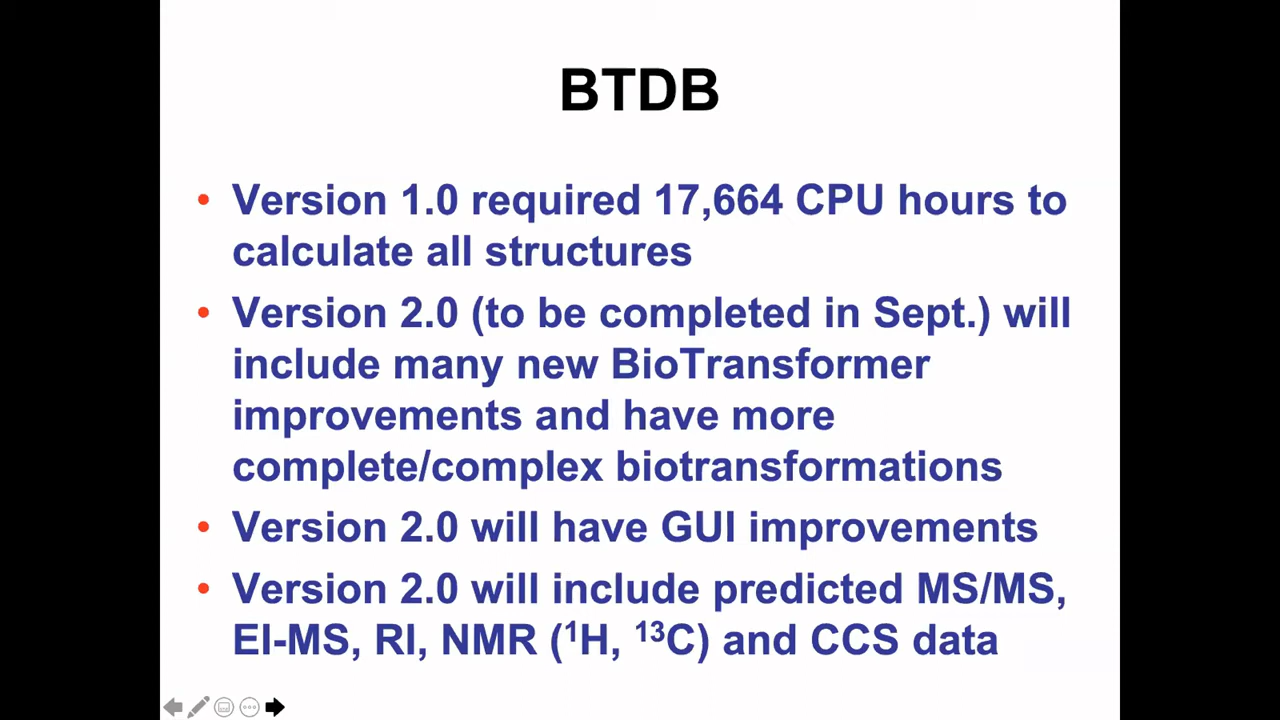 BTDB
• Version 1.0 required 17,664 CPU hours to
calculate all structures
• Version 2.0 (to be completed in Sept.) will
include many new BioTransformer
improvements and have more
complete/complex biotransformations
• Version 2.0 will have GUI improvements
• Version 2.0 will include predicted MS/MS,
EI-MS, RI, NMR (¹H, ¹³C) and CCS data